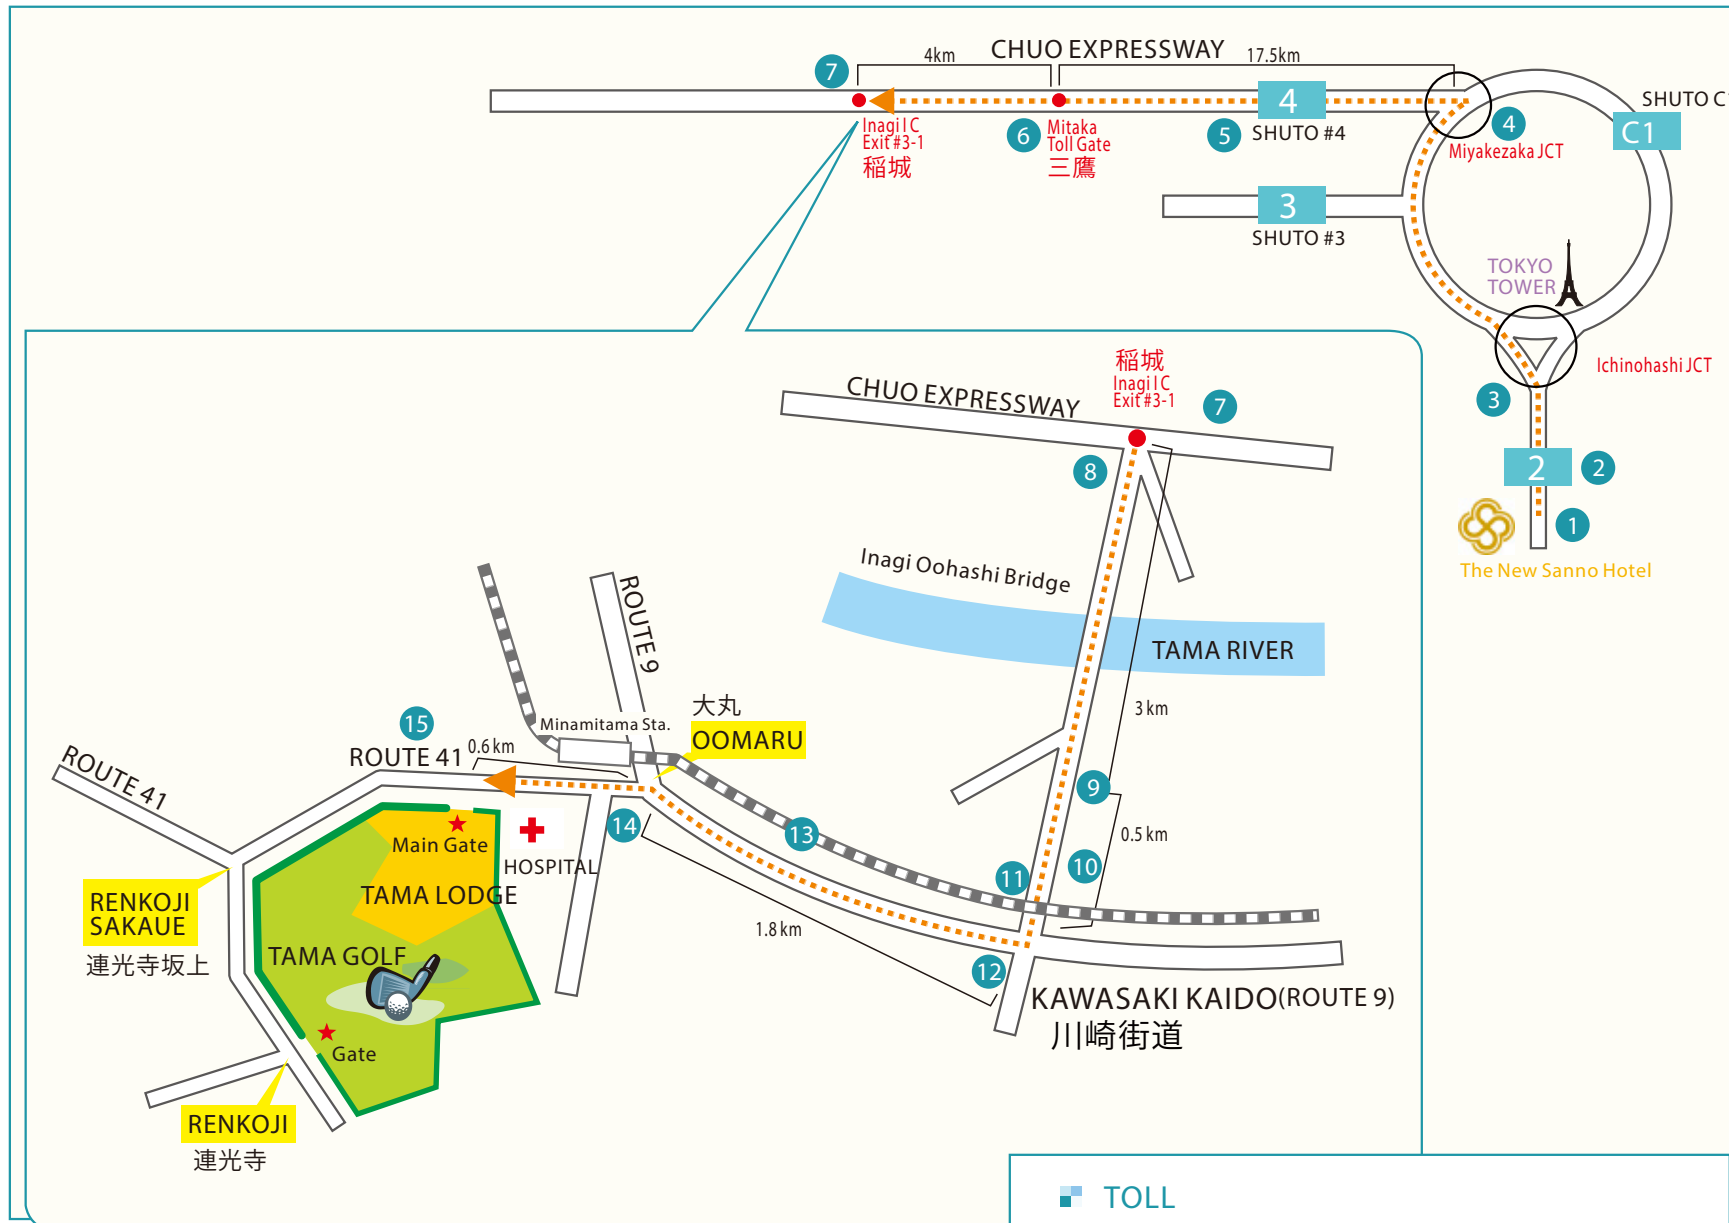 CHUO EXPRESSWAY
4km
17.5km
7
4
SHUTO C1
C1
Inagi IC
Exit #3-1
稲城
6
Mitaka
Toll Gate
三鷹
5
SHUTO #4
4
Miyakezaka JCT
3
SHUTO #3
TOKYO
TOWER
Ichinohashi JCT
3
2
2
1
The New Sanno Hotel
稲城
Inagi IC
Exit #3-1
CHUO EXPRESSWAY
7
8
Inagi Oohashi Bridge
TAMA RIVER
ROUTE 9
3 km
大丸
OOMARU
Minamitama Sta.
15
ROUTE 41
0.6 km
ROUTE 41
9
0.5 km
10
11
13
14
Main Gate
HOSPITAL
TAMA LODGE
RENKOJI
SAKAUE
連光寺坂上
TAMA GOLF
1.8 km
12
KAWASAKI KAIDO(ROUTE 9)
川崎街道
Gate
RENKOJI
連光寺
TOLL